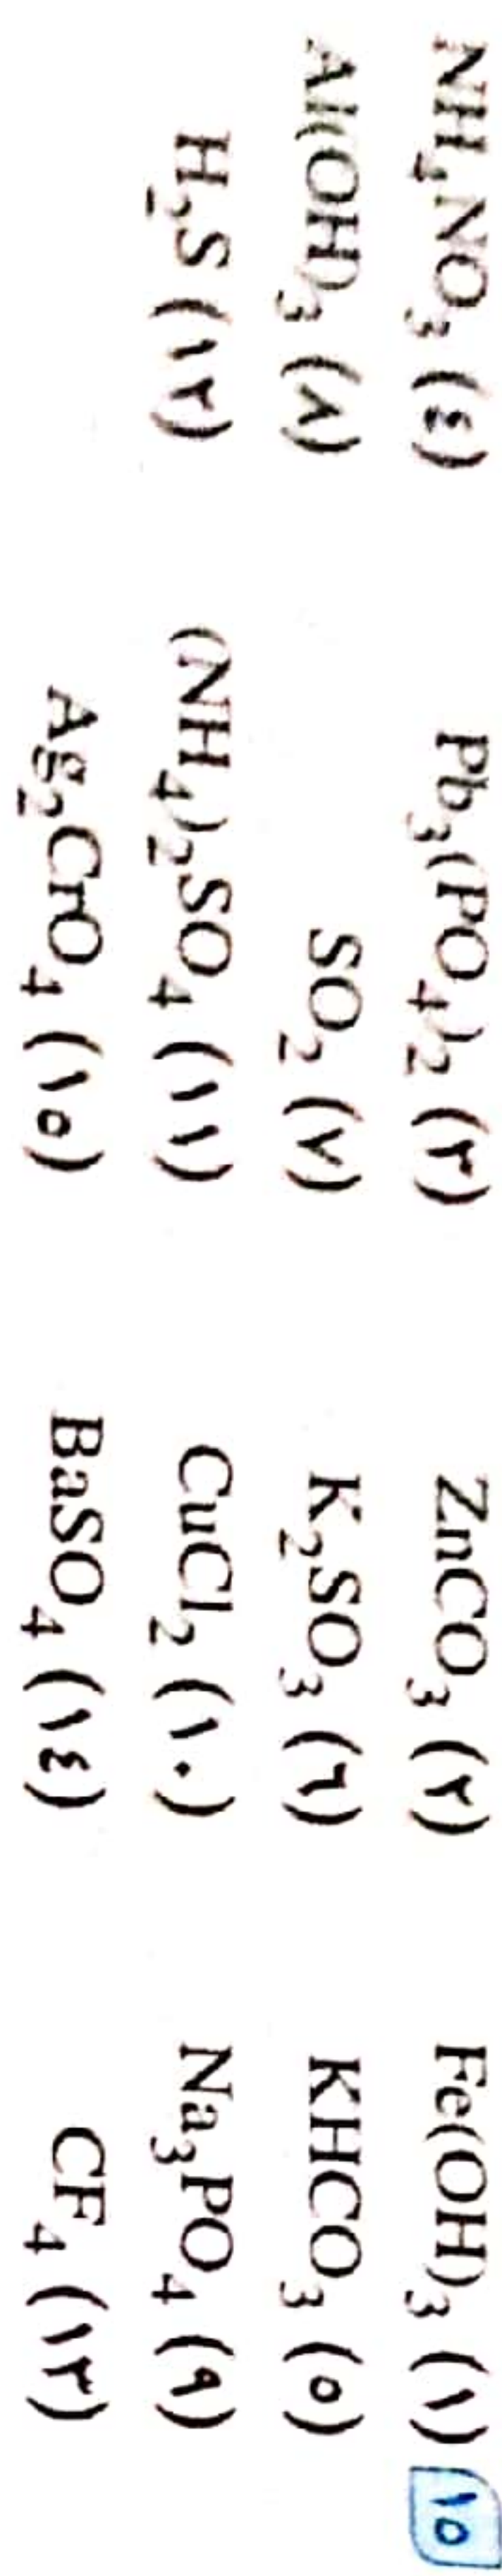 ١٥ (١) Fe(OH)₃ (٢) ZnCO₃ (٣) Pb₃(PO₄)₂ (٤) NH₄NO₃
(٥) KHCO₃ (٦) K₂SO₃ (٧) SO₂ (٨) Al(OH)₃
(٩) Na₃PO₄ (١٠) CuCl₂ (١١) (NH₄)₂SO₄ (١٢) H₂S
(١٣) CF₄ (١٤) BaSO₄ (١٥) Ag₂CrO₄